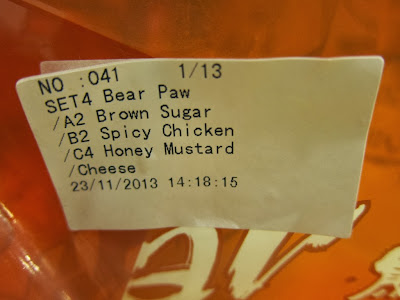 NO :041 1/13
SET4 Bear Paw
/A2 Brown Sugar
/B2 Spicy Chicken
/C4 Honey Mustard
/Cheese
23/11/2013 14:18:15